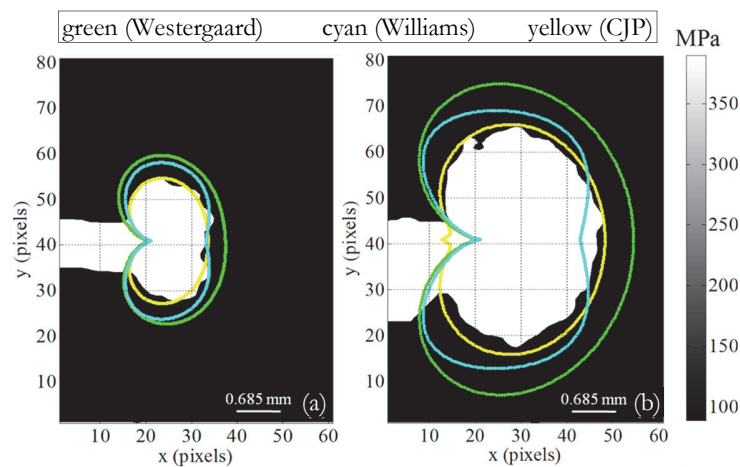 green (Westergaard) cyan (Williams) yellow (CJP)
MPa
80
70
60
50
40
30
20
10
y (pixels)
10 20 30 40 50 60
x (pixels)
0.685 mm (a)
80
70
60
50
40
30
20
10
y (pixels)
10 20 30 40 50 60
x (pixels)
0.685 mm (b)
350
300
250
200
150
100